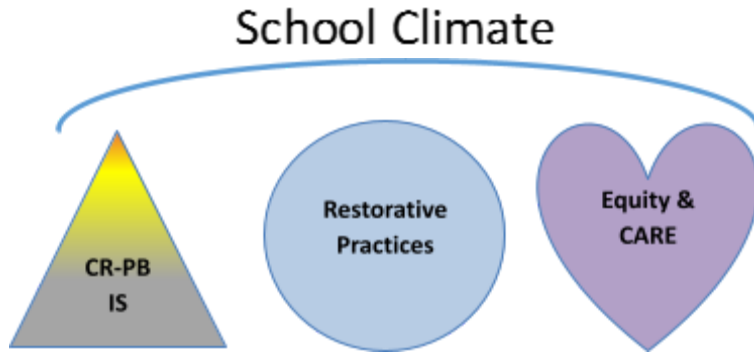 School Climate
CR-PB
IS
Restorative
Practices
Equity &
CARE